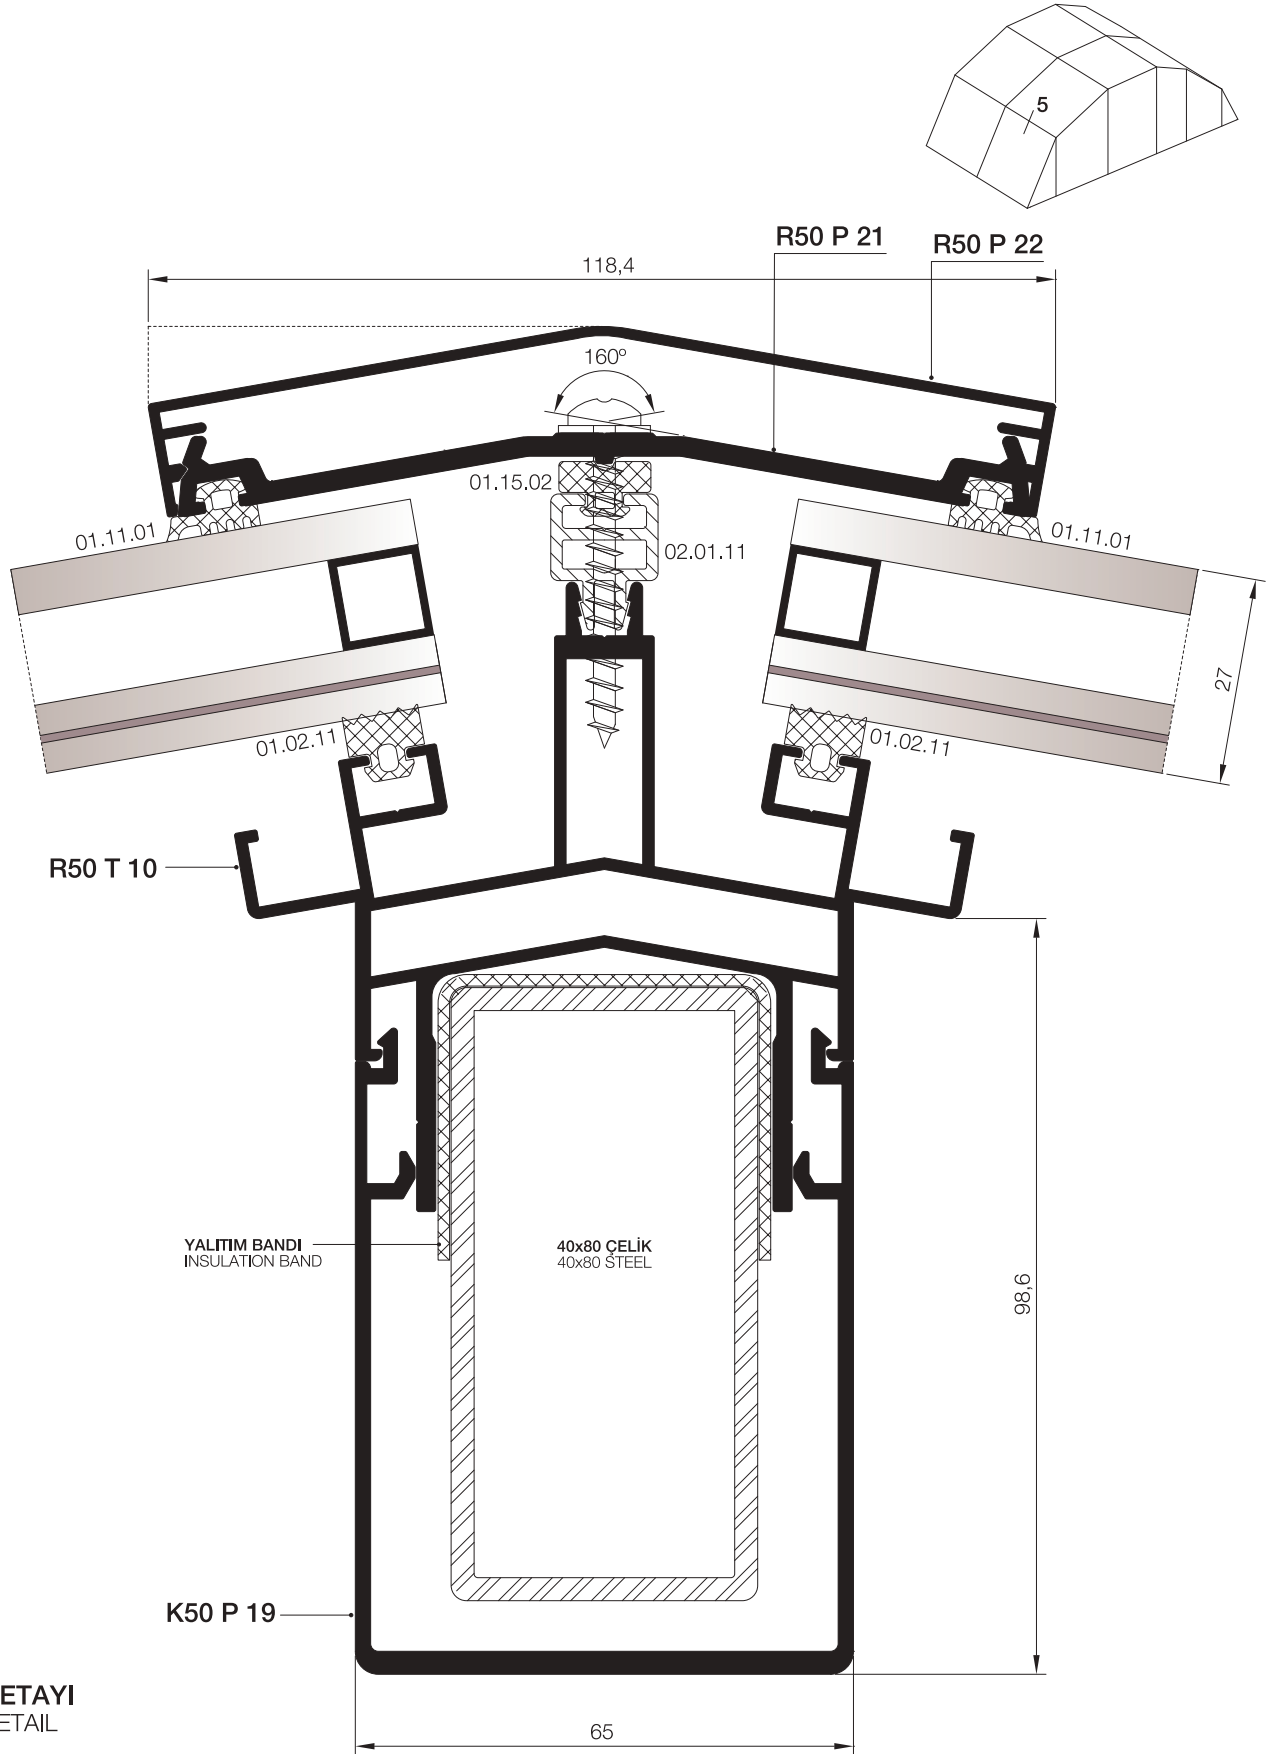 5
R50 P 21
R50 P 22
118,4
160º
01.15.02
01.11.01
02.01.11
01.11.01
27
01.02.11
01.02.11
R50 T 10
YALITIM BANDI
INSULATION BAND
40x80 ÇELİK
40x80 STEEL
98,6
K50 P 19
ETAYI
ETAIL
65